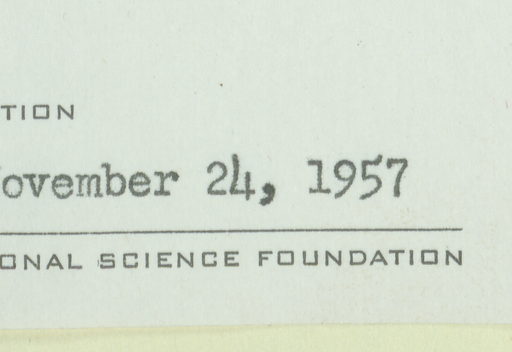 TION
ovember 24, 1957
ONAL SCIENCE FOUNDATION